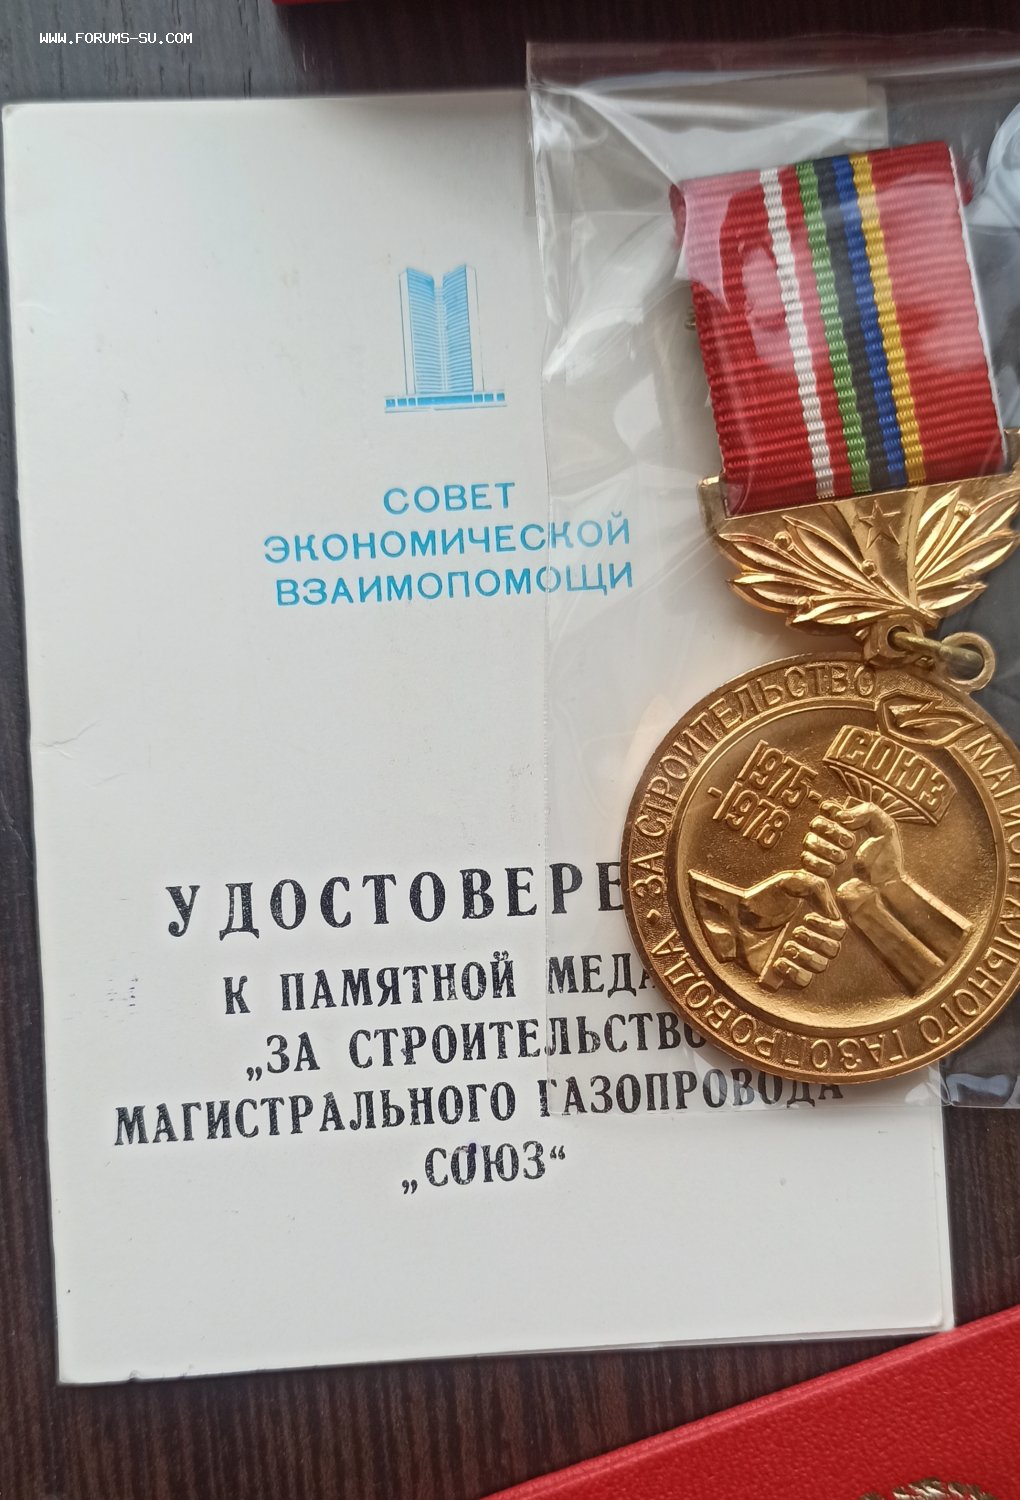 WWW.FORUMS-SU.COM
СОВЕТ
ЭКОНОМИЧЕСКОЙ
ВЗАИМОПОМОЩИ
УДОСТОВЕРЕ
К ПАМЯТНОЙ МЕДА
„ЗА СТРОИТЕЛЬСТВО
МАГИСТРАЛЬНОГО ГАЗОПРОВОДА
„СОЮЗ“
· ЗА СТРОИТЕЛЬСТВО МАГИСТРАЛЬНОГО ГАЗОПРОВОДА
СОЮЗ
1975-
-1978